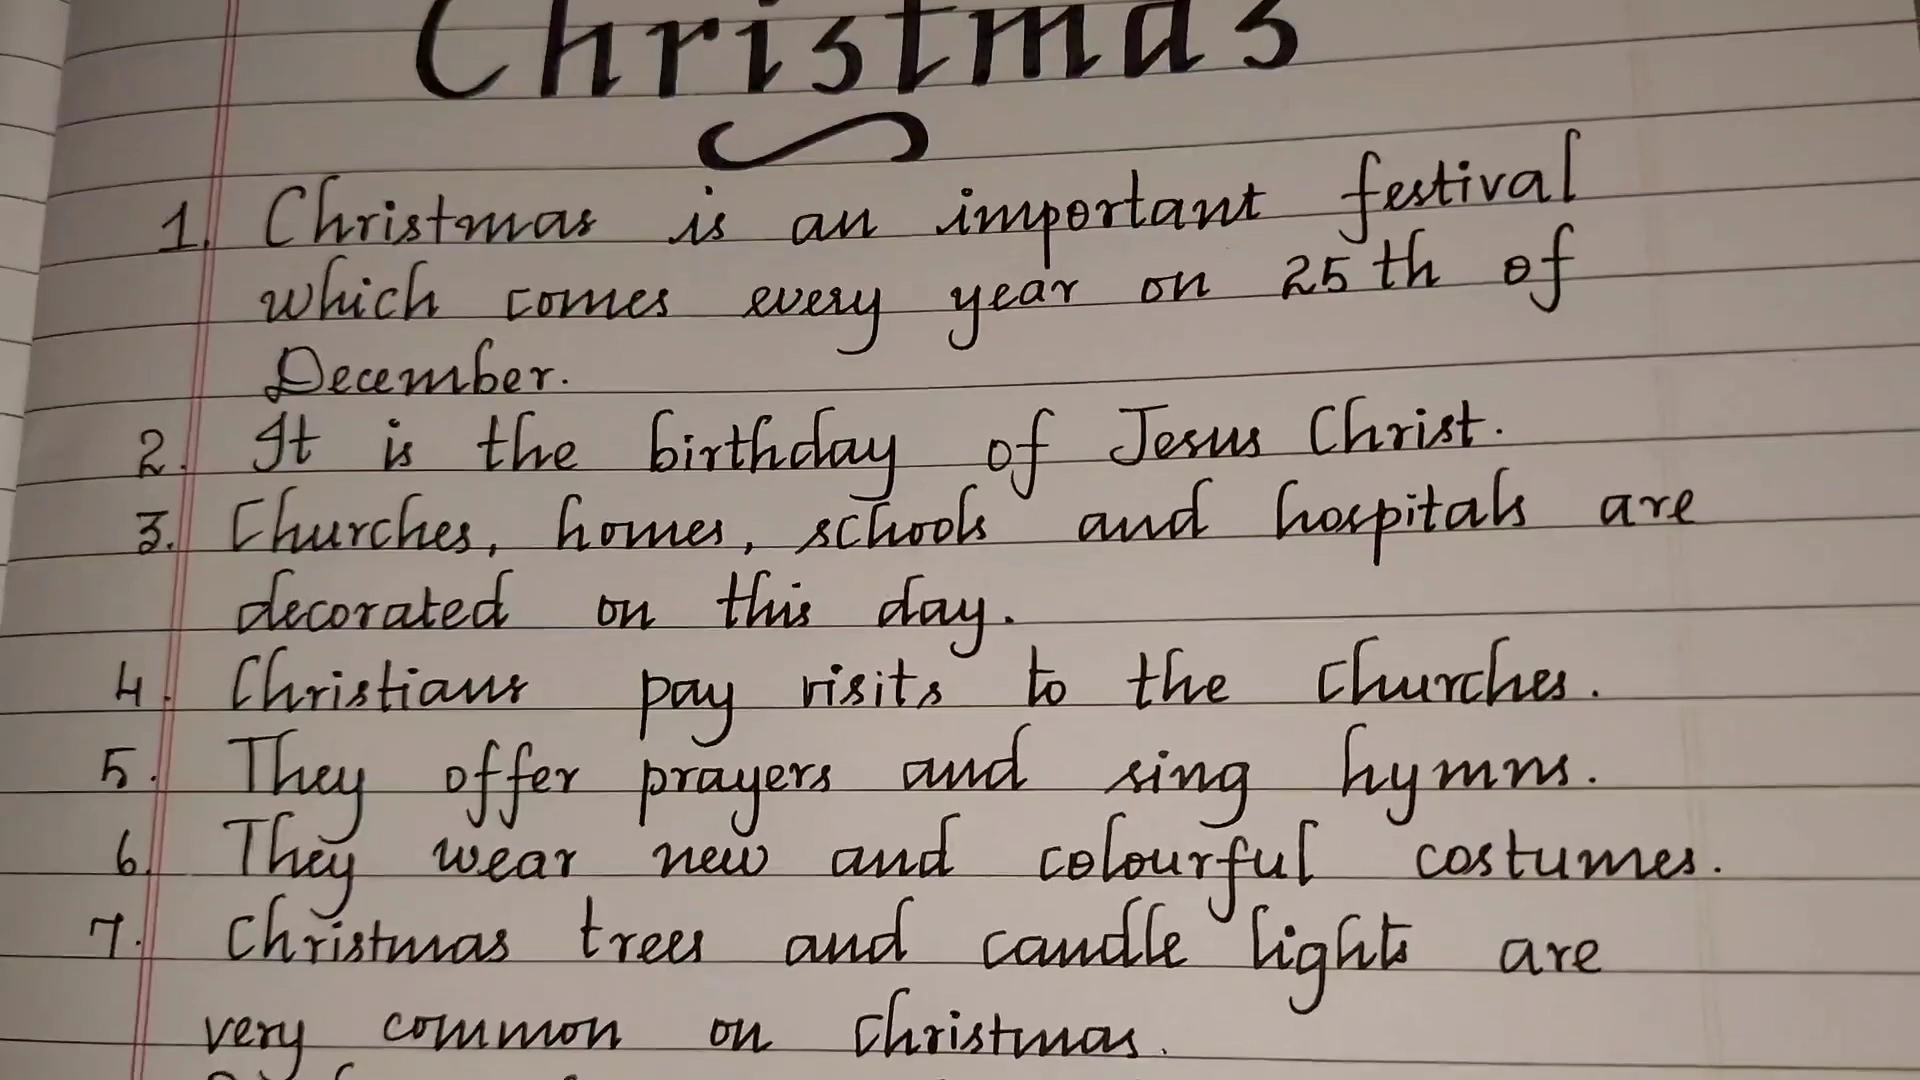 Christmas
1. Christmas is an important festival
which comes every year on 25th of
December.
2. It is the birthday of Jesus Christ.
3. Churches, homes, schools and hospitals are
decorated on this day.
4. Christians pay visits to the churches.
5. They offer prayers and sing hymns.
6. They wear new and colourful costumes.
7. Christmas trees and candle lights are
very common on Christmas.